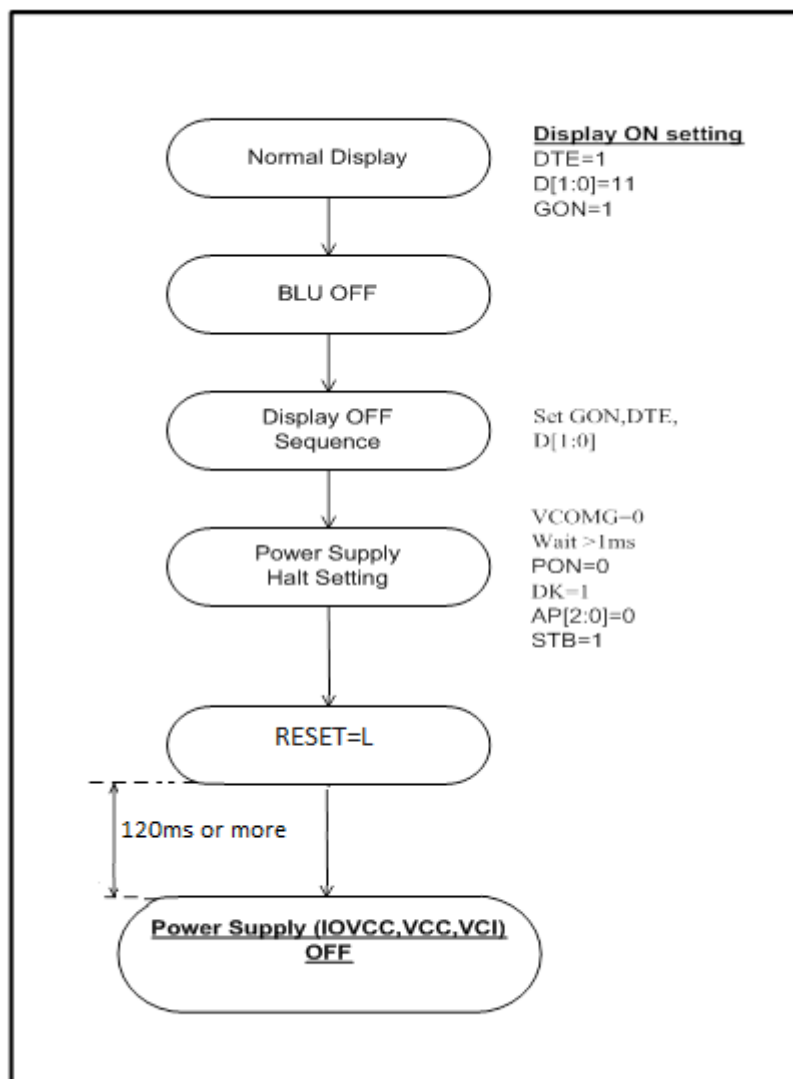 Normal Display
Display ON setting
DTE=1
D[1:0]=11
GON=1
BLU OFF
Display OFF
Sequence
Set GON,DTE,
D[1:0]
Power Supply
Halt Setting
VCOMG=0
Wait >1ms
PON=0
DK=1
AP[2:0]=0
STB=1
RESET=L
120ms or more
Power Supply (IOVCC,VCC,VCI)
OFF